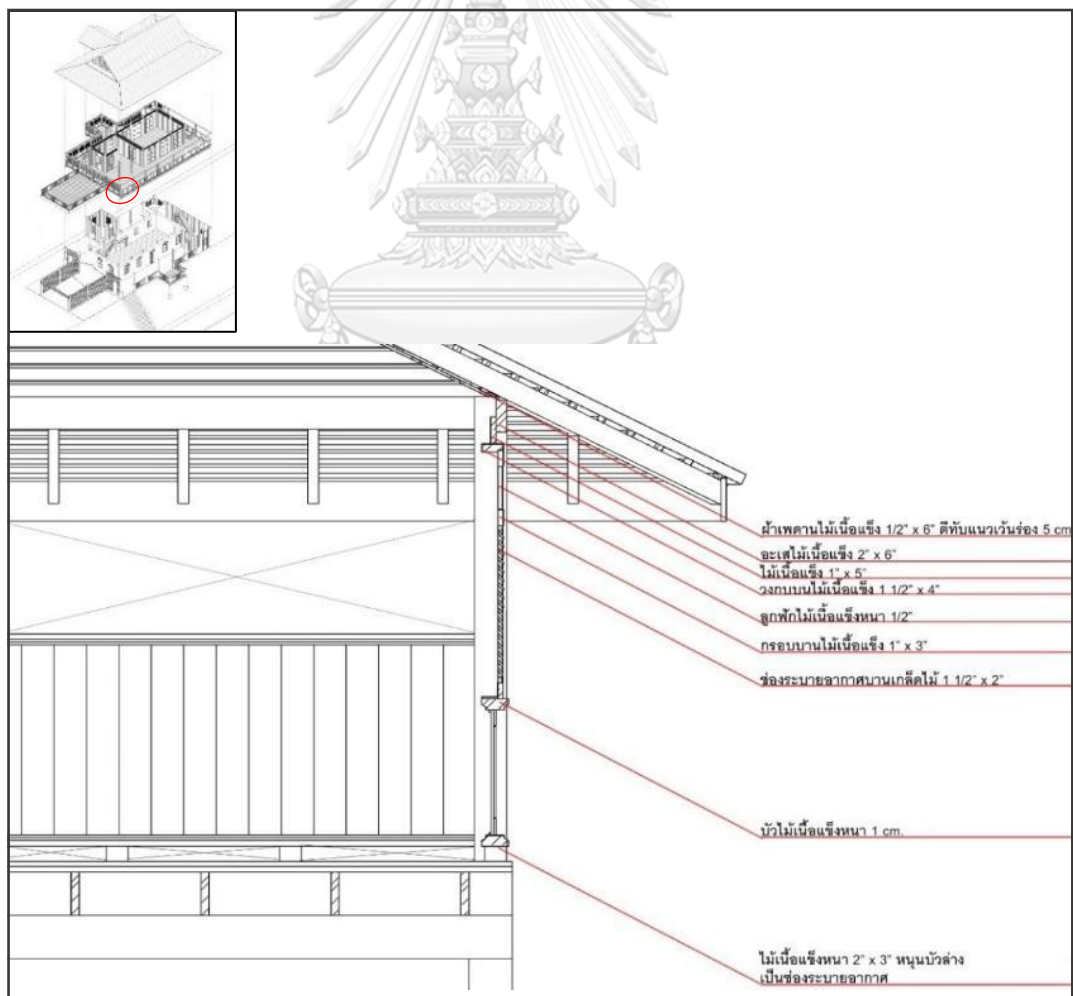 ฝ้าเพดานไม้เนื้อแข็ง 1/2" x 6" ตีทับแนวเว้นร่อง 5 cm
อะเสไม้เนื้อแข็ง 2" x 6"
ไม้เนื้อแข็ง 1" x 5"
วงกบบนไม้เนื้อแข็ง 1 1/2" x 4"
ลูกฟักไม้เนื้อแข็งหนา 1/2"
กรอบบานไม้เนื้อแข็ง 1" x 3"
ช่องระบายอากาศบานเกล็ดไม้ 1 1/2" x 2"
บัวไม้เนื้อแข็งหนา 1 cm.
ไม้เนื้อแข็งหนา 2" x 3" หนุนบัวล่าง
เป็นช่องระบายอากาศ